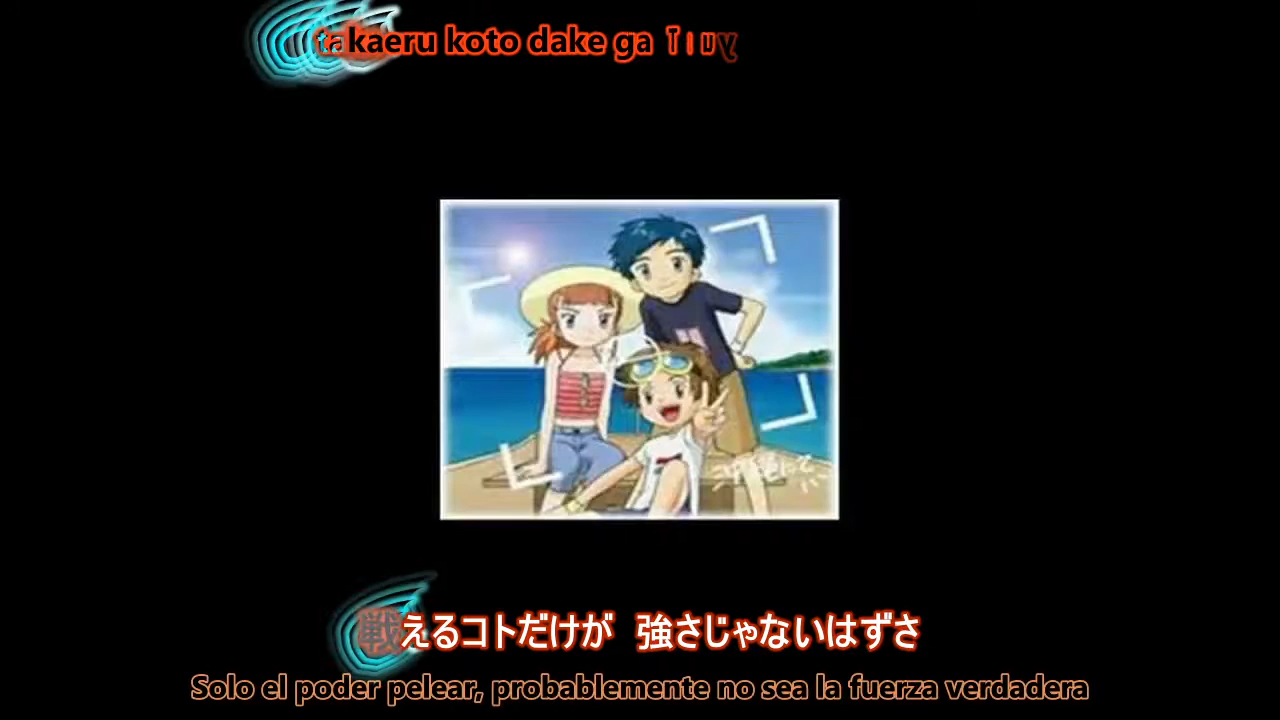 takaeru koto dake ga
戦えるコトだけが 強さじゃないはずさ
Solo el poder pelear, probablemente no sea la fuerza verdadera